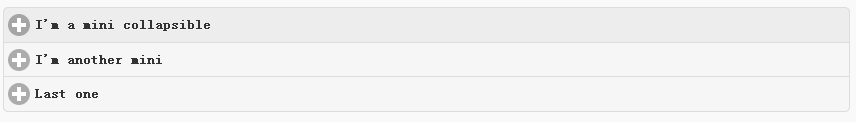 I'm a mini collapsible
I'm another mini
Last one